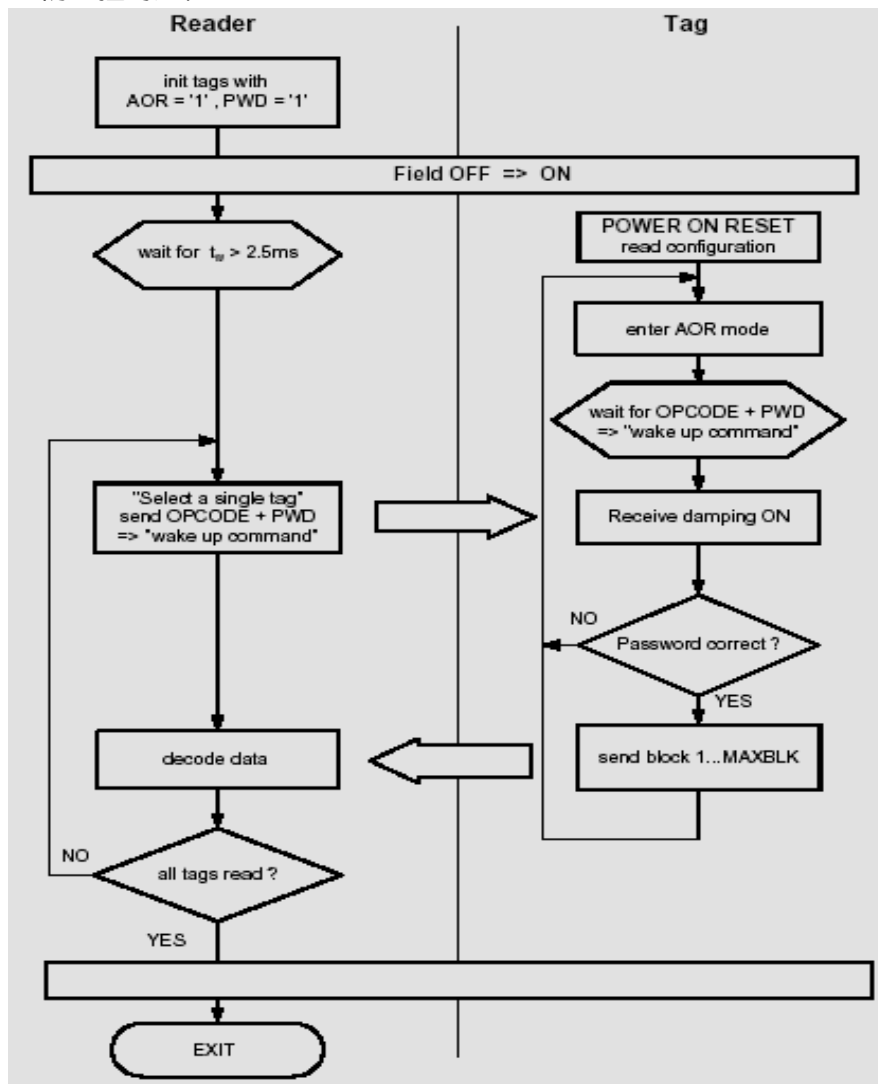 Reader
Tag
init tags with
AOR = '1' , PWD = '1'
Field OFF => ON
wait for tw > 2.5ms
POWER ON RESET
read configuration
enter AOR mode
wait for OPCODE + PWD
=> "wake up command"
"Select a single tag"
send OPCODE + PWD
=> "wake up command"
Receive damping ON
NO
Password correct ?
YES
send block 1...MAXBLK
decode data
NO
all tags read ?
YES
EXIT